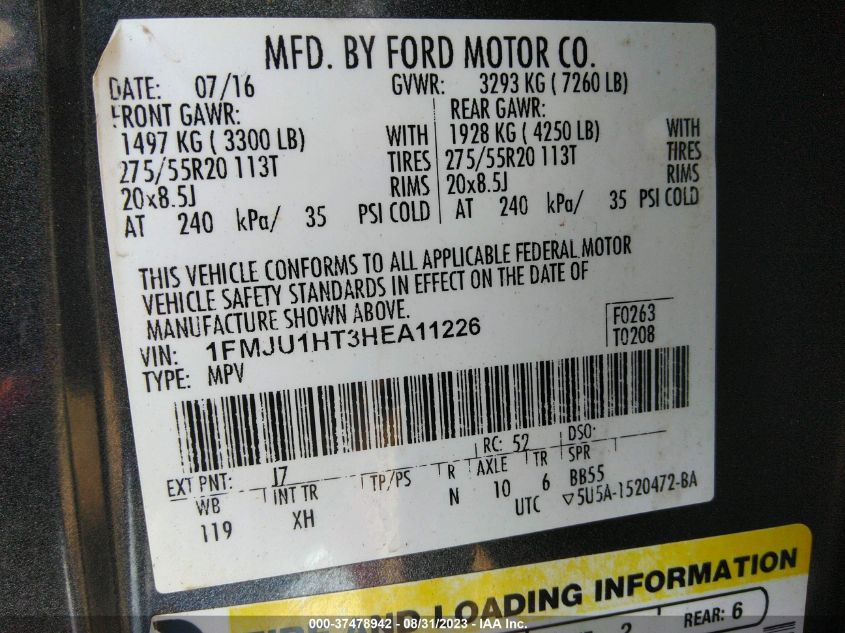 MFD. BY FORD MOTOR CO.
DATE: 07/16 GVWR: 3293 KG ( 7260 LB)
FRONT GAWR: REAR GAWR:
1497 KG ( 3300 LB) WITH 1928 KG ( 4250 LB) WITH
275/55R20 113T TIRES 275/55R20 113T TIRES
20x8.5J RIMS 20x8.5J RIMS
AT 240 kPa/ 35 PSI COLD AT 240 kPa/ 35 PSI COLD
THIS VEHICLE CONFORMS TO ALL APPLICABLE FEDERAL MOTOR
VEHICLE SAFETY STANDARDS IN EFFECT ON THE DATE OF
MANUFACTURE SHOWN ABOVE.
VIN: 1FMJU1HT3HEA11226 F0263
TYPE: MPV T0208
EXT PNT: J7 RC: 52 DSO:
WB INT TR TP/PS R AXLE TR SPR
119 XH N 10 6 BB55
UTC ▽5U5A-1520472-BA
TIRE AND LOADING INFORMATION
2 REAR: 6
000-37478942 - 08/31/2023 - IAA Inc.